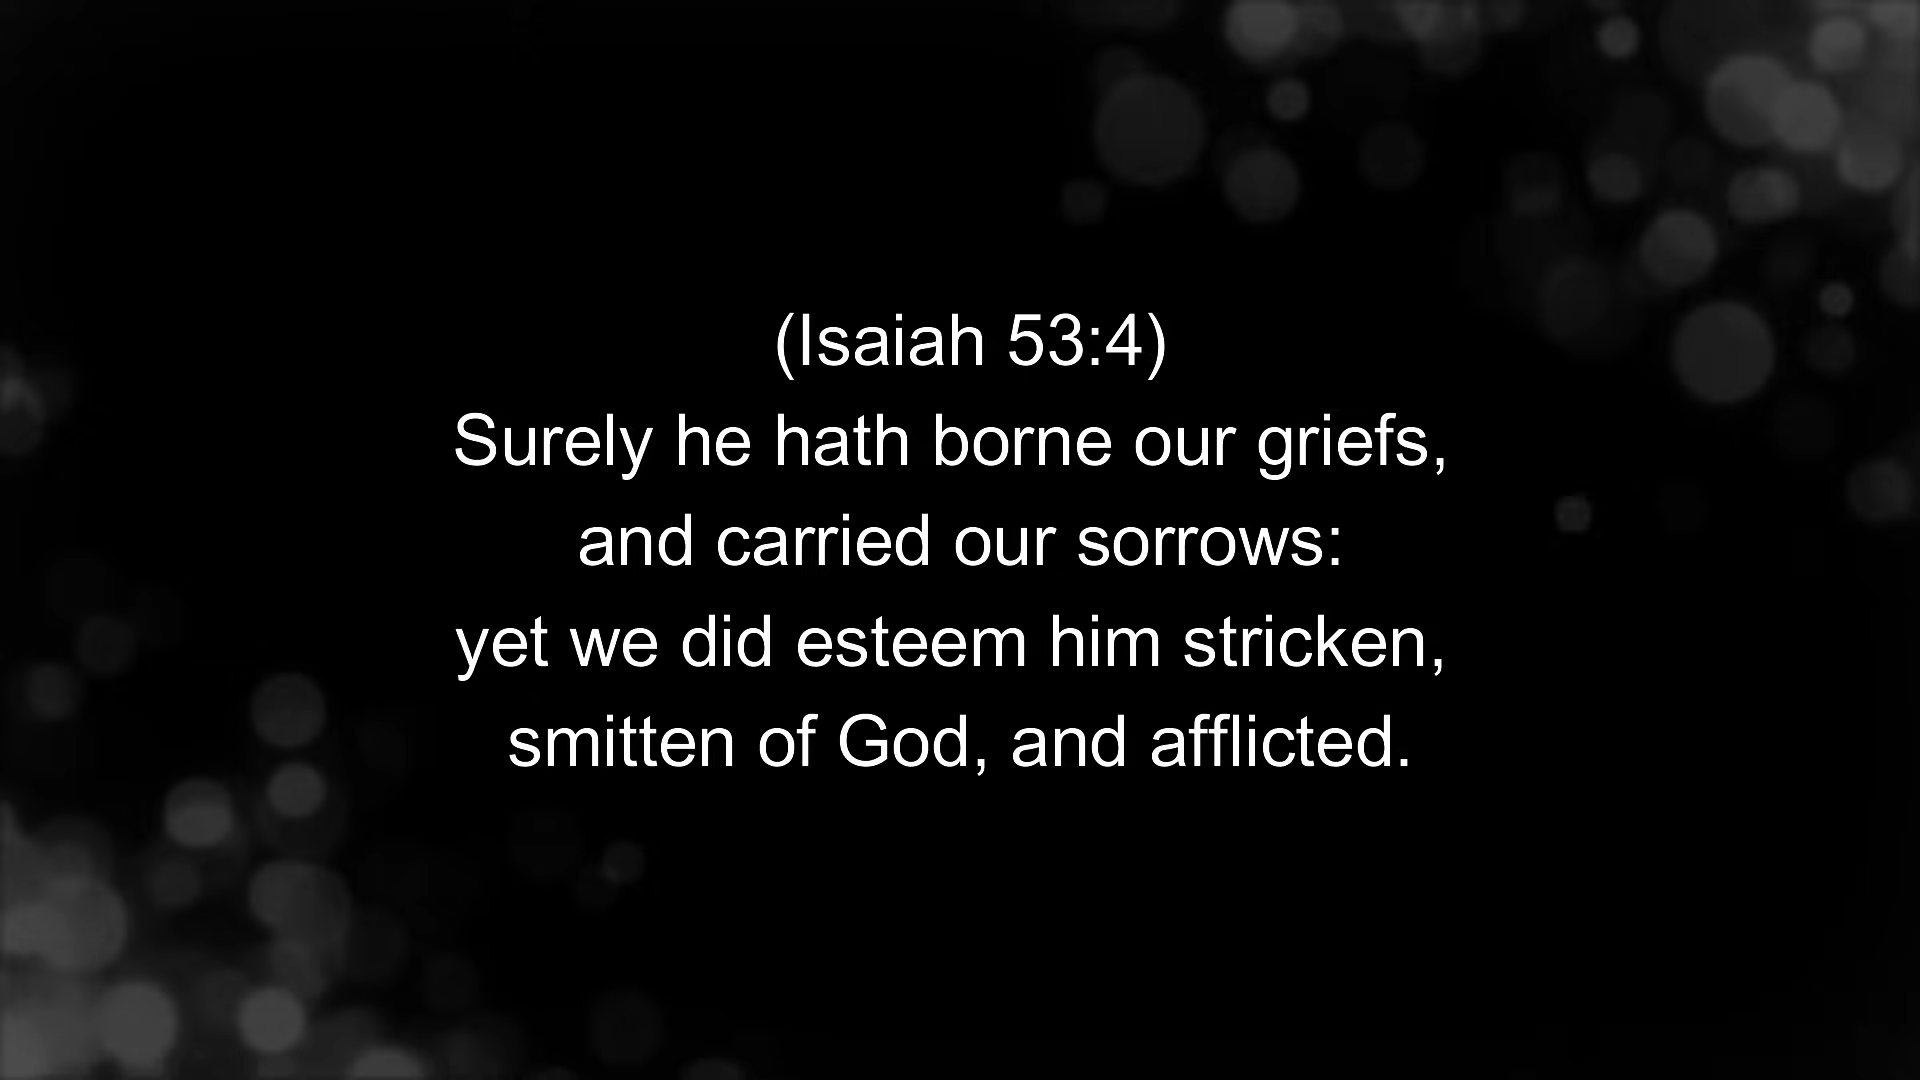 (Isaiah 53:4)
Surely he hath borne our griefs,
and carried our sorrows:
yet we did esteem him stricken,
smitten of God, and afflicted.